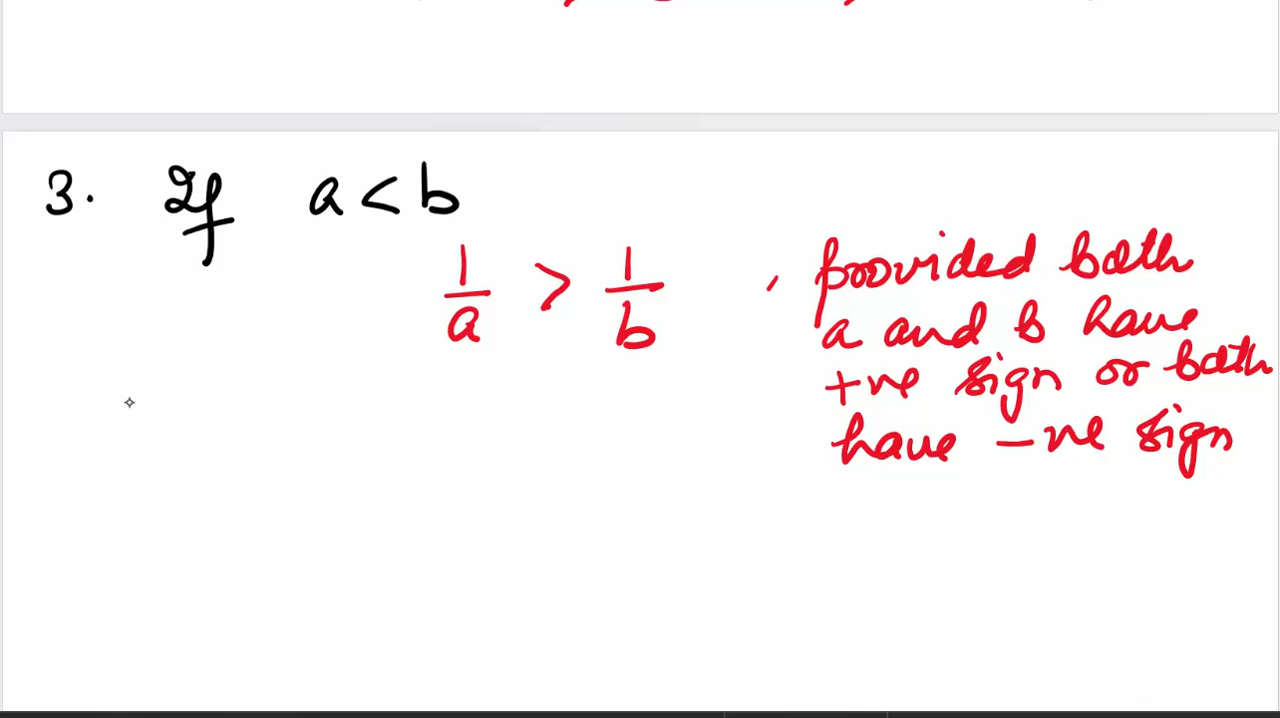 3. If a < b
1/a > 1/b , provided both
a and b have
+ve sign or both
have -ve sign